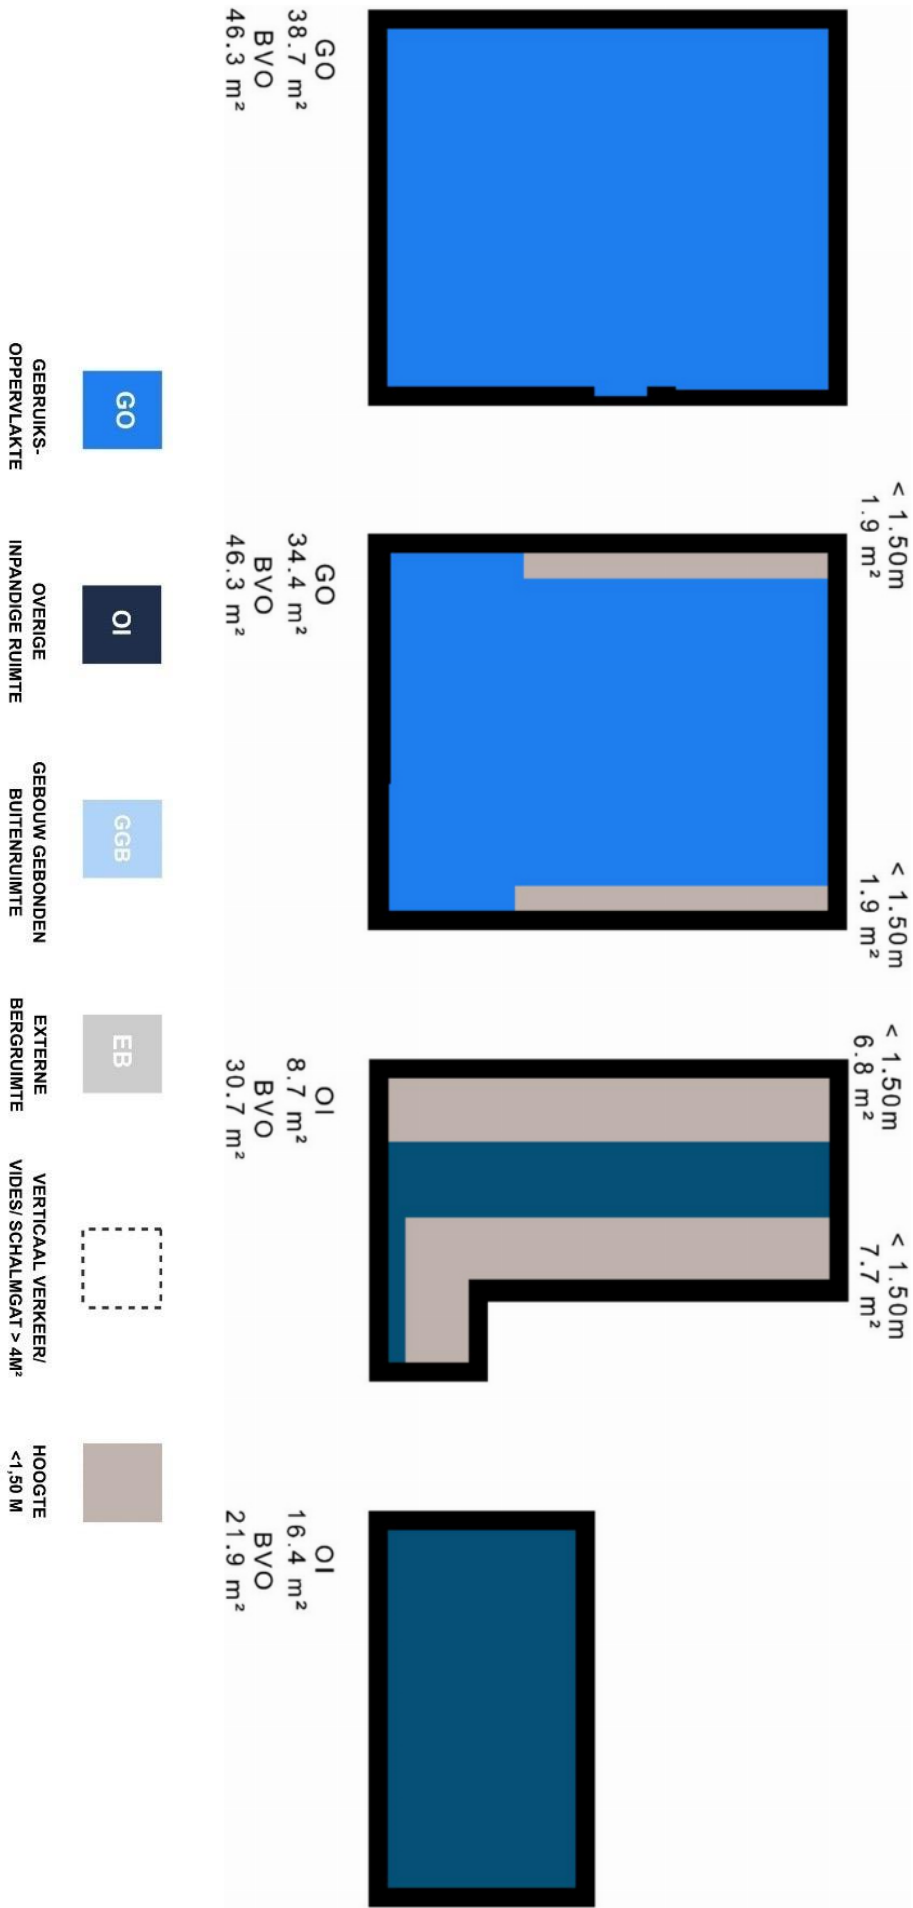 GO
38.7 m²
BVO
46.3 m²
< 1.50m
1.9 m²
< 1.50m
1.9 m²
GO
34.4 m²
BVO
46.3 m²
< 1.50m
6.8 m²
< 1.50m
7.7 m²
OI
8.7 m²
BVO
30.7 m²
OI
16.4 m²
BVO
21.9 m²
GO
GEBRUIKS-
OPPERVLAKTE
OI
OVERIGE
INPANDIGE RUIMTE
GGB
GEBOUW GEBONDEN
BUITENRUIMTE
EB
EXTERNE
BERGRUIMTE
VERTICAAL VERKEER/
VIDES/ SCHALMGAT > 4M²
HOOGTE
<1,50 M